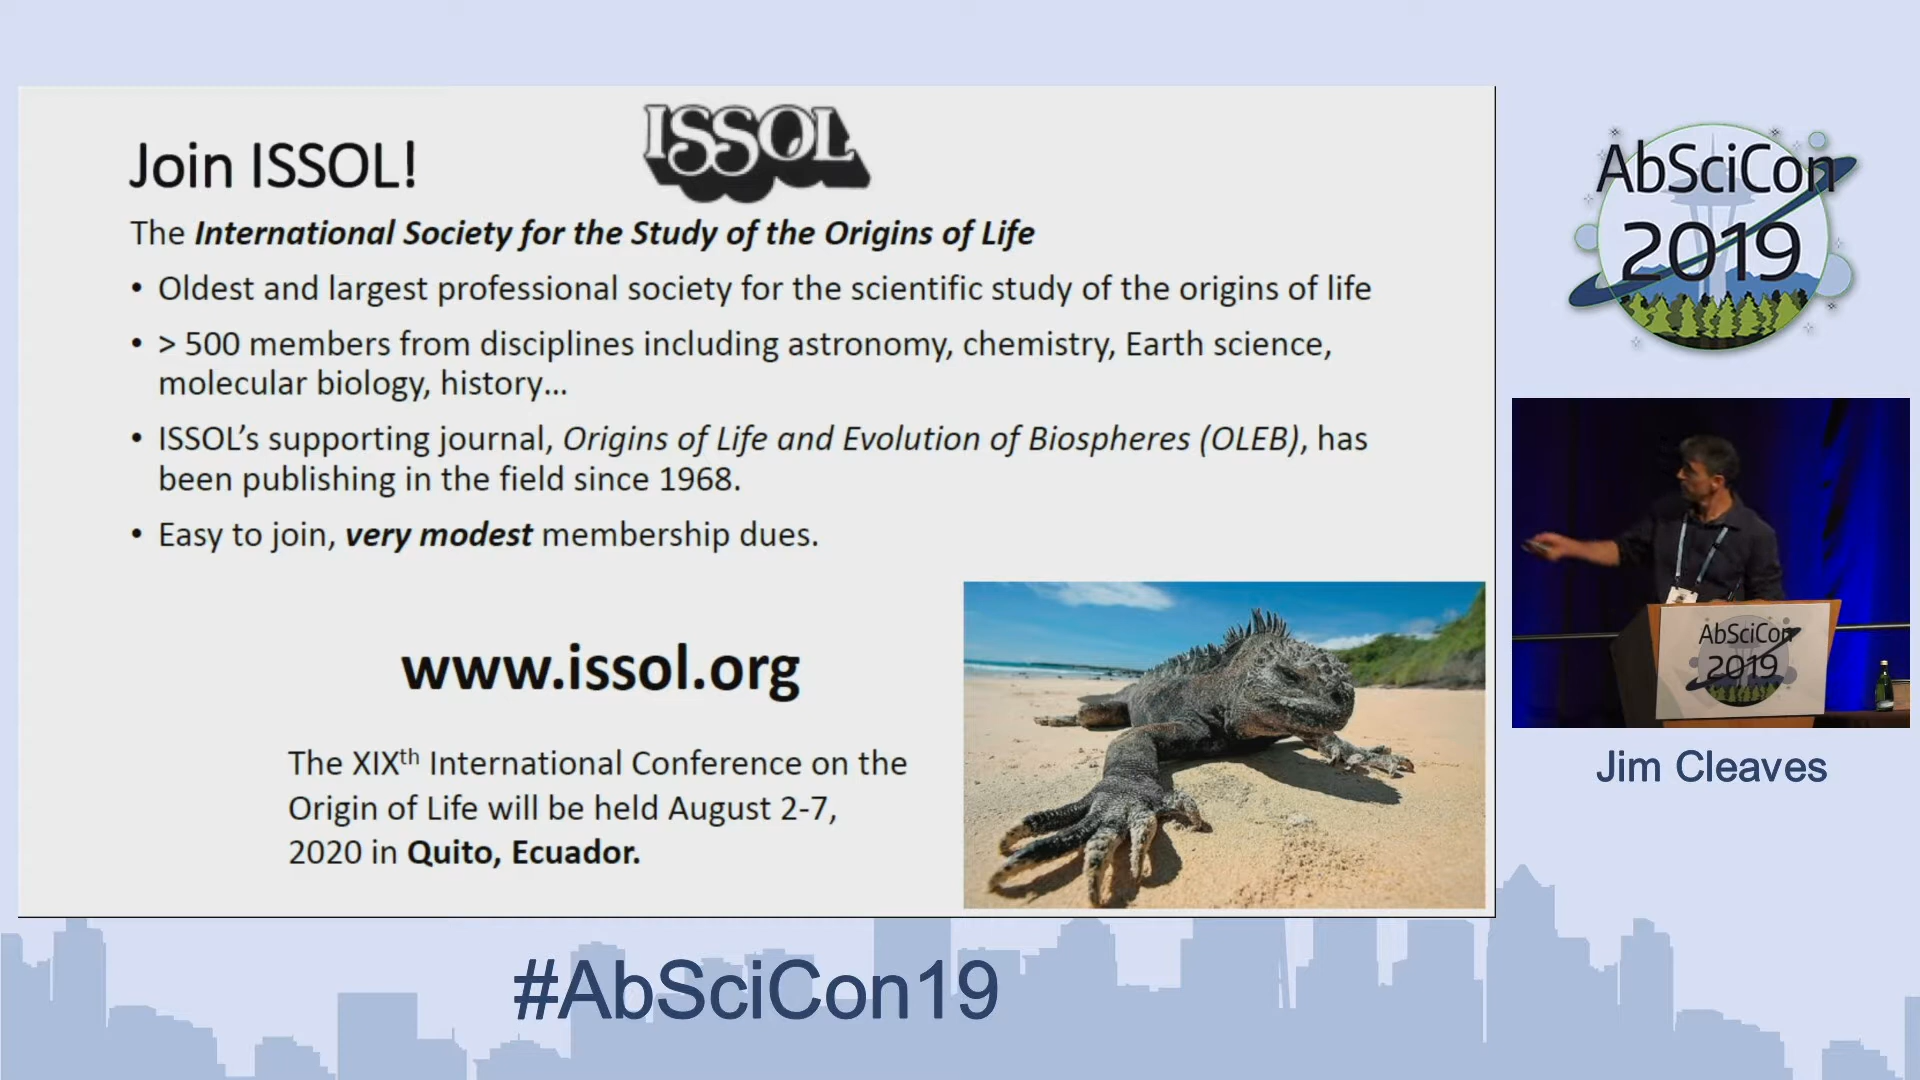 ISSOL
Join ISSOL!
The International Society for the Study of the Origins of Life
• Oldest and largest professional society for the scientific study of the origins of life
• > 500 members from disciplines including astronomy, chemistry, Earth science,
molecular biology, history...
• ISSOL’s supporting journal, Origins of Life and Evolution of Biospheres (OLEB), has
been publishing in the field since 1968.
• Easy to join, very modest membership dues.
www.issol.org
The XIXth International Conference on the
Origin of Life will be held August 2-7,
2020 in Quito, Ecuador.
AbSciCon
2019
AbSciCon
2019
Jim Cleaves
#AbSciCon19